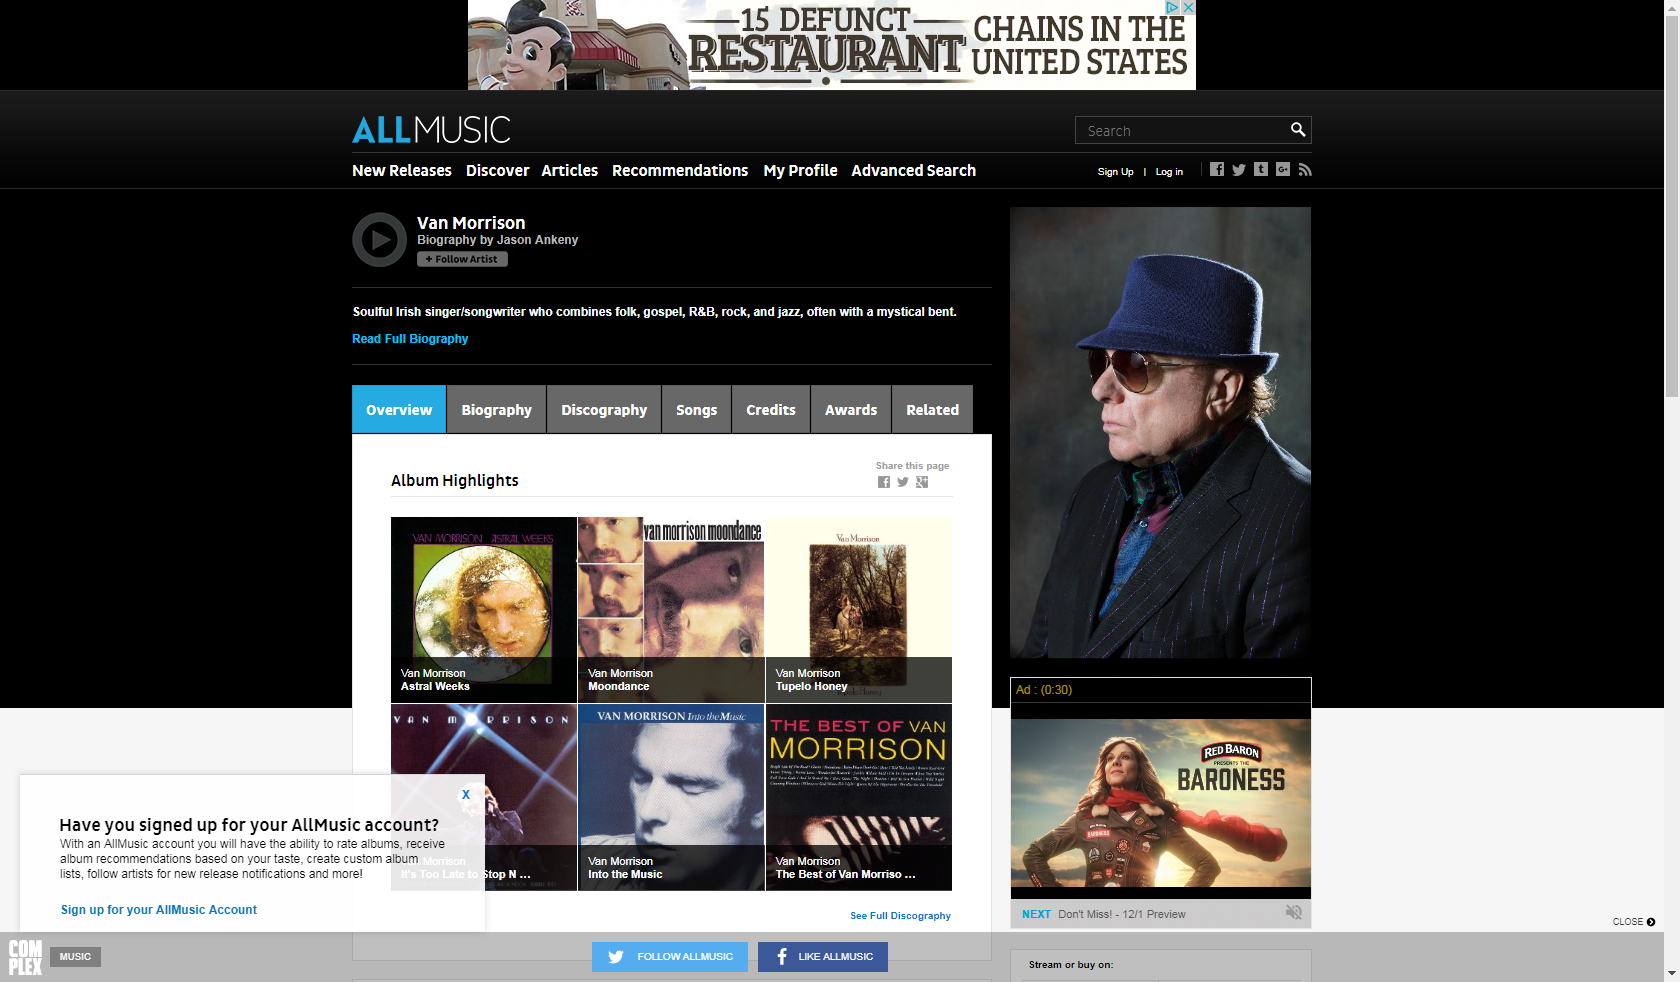 15 DEFUNCT
RESTAURANT
CHAINS IN THE
UNITED STATES
ALLMUSIC
Search
New Releases Discover Articles Recommendations My Profile Advanced Search
Sign Up | Log in
Van Morrison
Biography by Jason Ankeny
+ Follow Artist
Soulful Irish singer/songwriter who combines folk, gospel, R&B, rock, and jazz, often with a mystical bent.
Read Full Biography
Overview Biography Discography Songs Credits Awards Related
Share this page
Album Highlights
VAN MORRISON ASTRAL WEEKS
van morrison moondance
Van Morrison
Tupelo Honey
Van Morrison
Astral Weeks
Van Morrison
Moondance
Van Morrison
Tupelo Honey
VAN MORRISON
VAN MORRISON Into the Music
THE BEST OF VAN
MORRISON
Morrison
It's Too Late to Stop N ...
Van Morrison
Into the Music
Van Morrison
The Best of Van Morriso ...
See Full Discography
Ad : (0:30)
RED BARON
PRESENTS THE
BARONESS
NEXT Don't Miss! - 12/1 Preview
Stream or buy on:
X
Have you signed up for your AllMusic account?
With an AllMusic account you will have the ability to rate albums, receive
album recommendations based on your taste, create custom album
lists, follow artists for new release notifications and more!
Sign up for your AllMusic Account
CLOSE
COM
PLEX
MUSIC
FOLLOW ALLMUSIC
LIKE ALLMUSIC